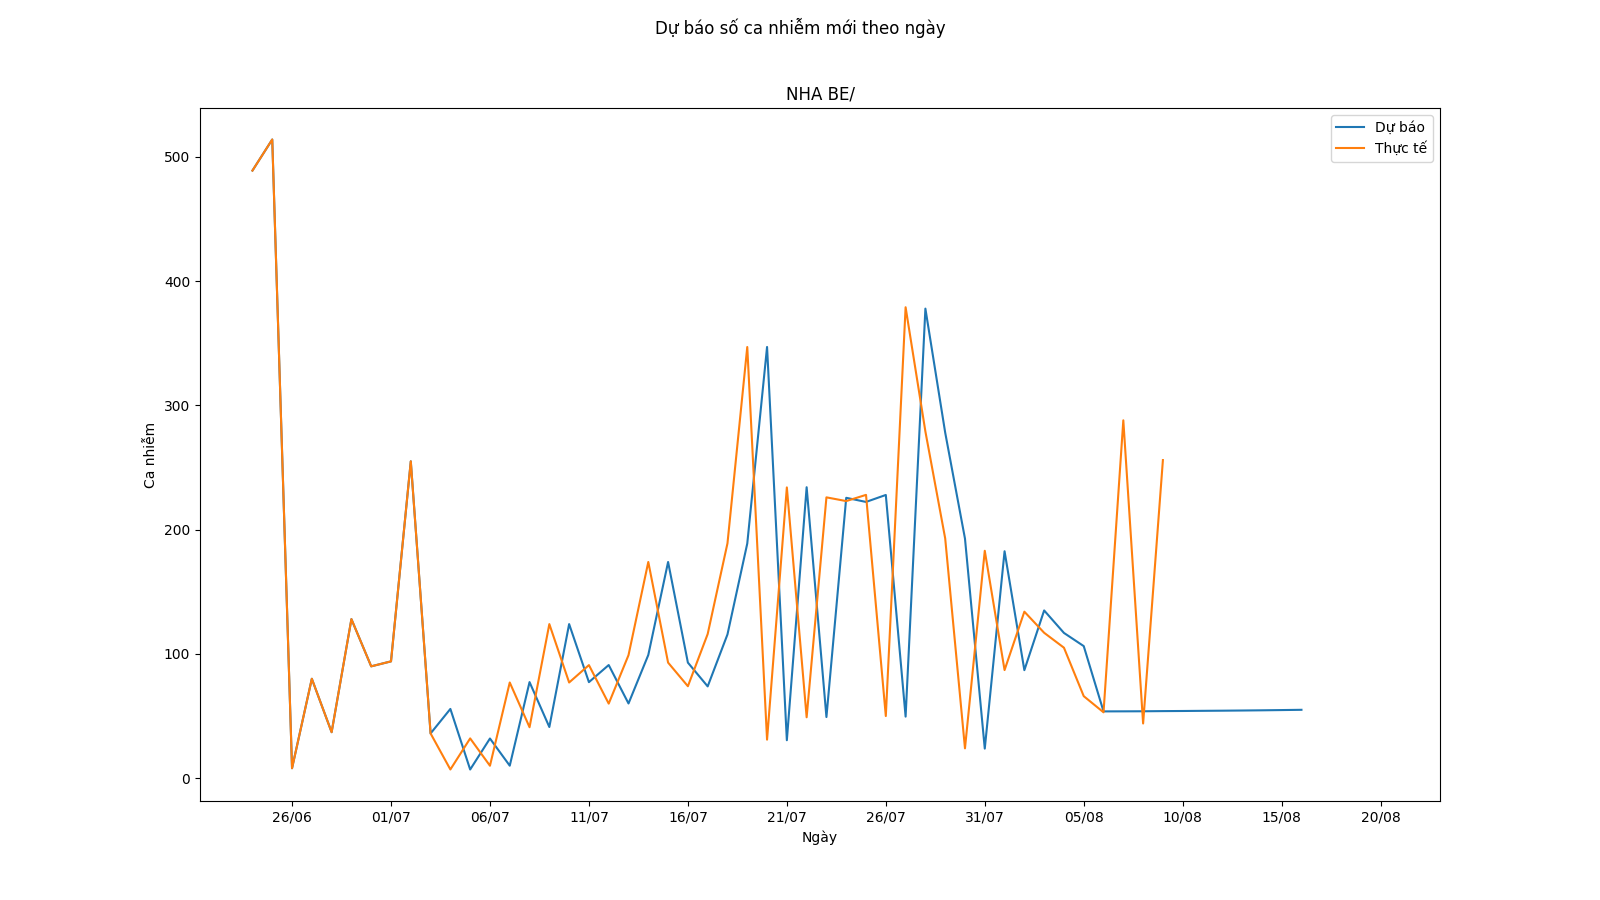 Dự báo số ca nhiễm mới theo ngày
NHA BE/
Dự báo
Thực tế
500
400
300
200
100
0
Ca nhiễm
26/06 01/07 06/07 11/07 16/07 21/07 26/07 31/07 05/08 10/08 15/08 20/08
Ngày